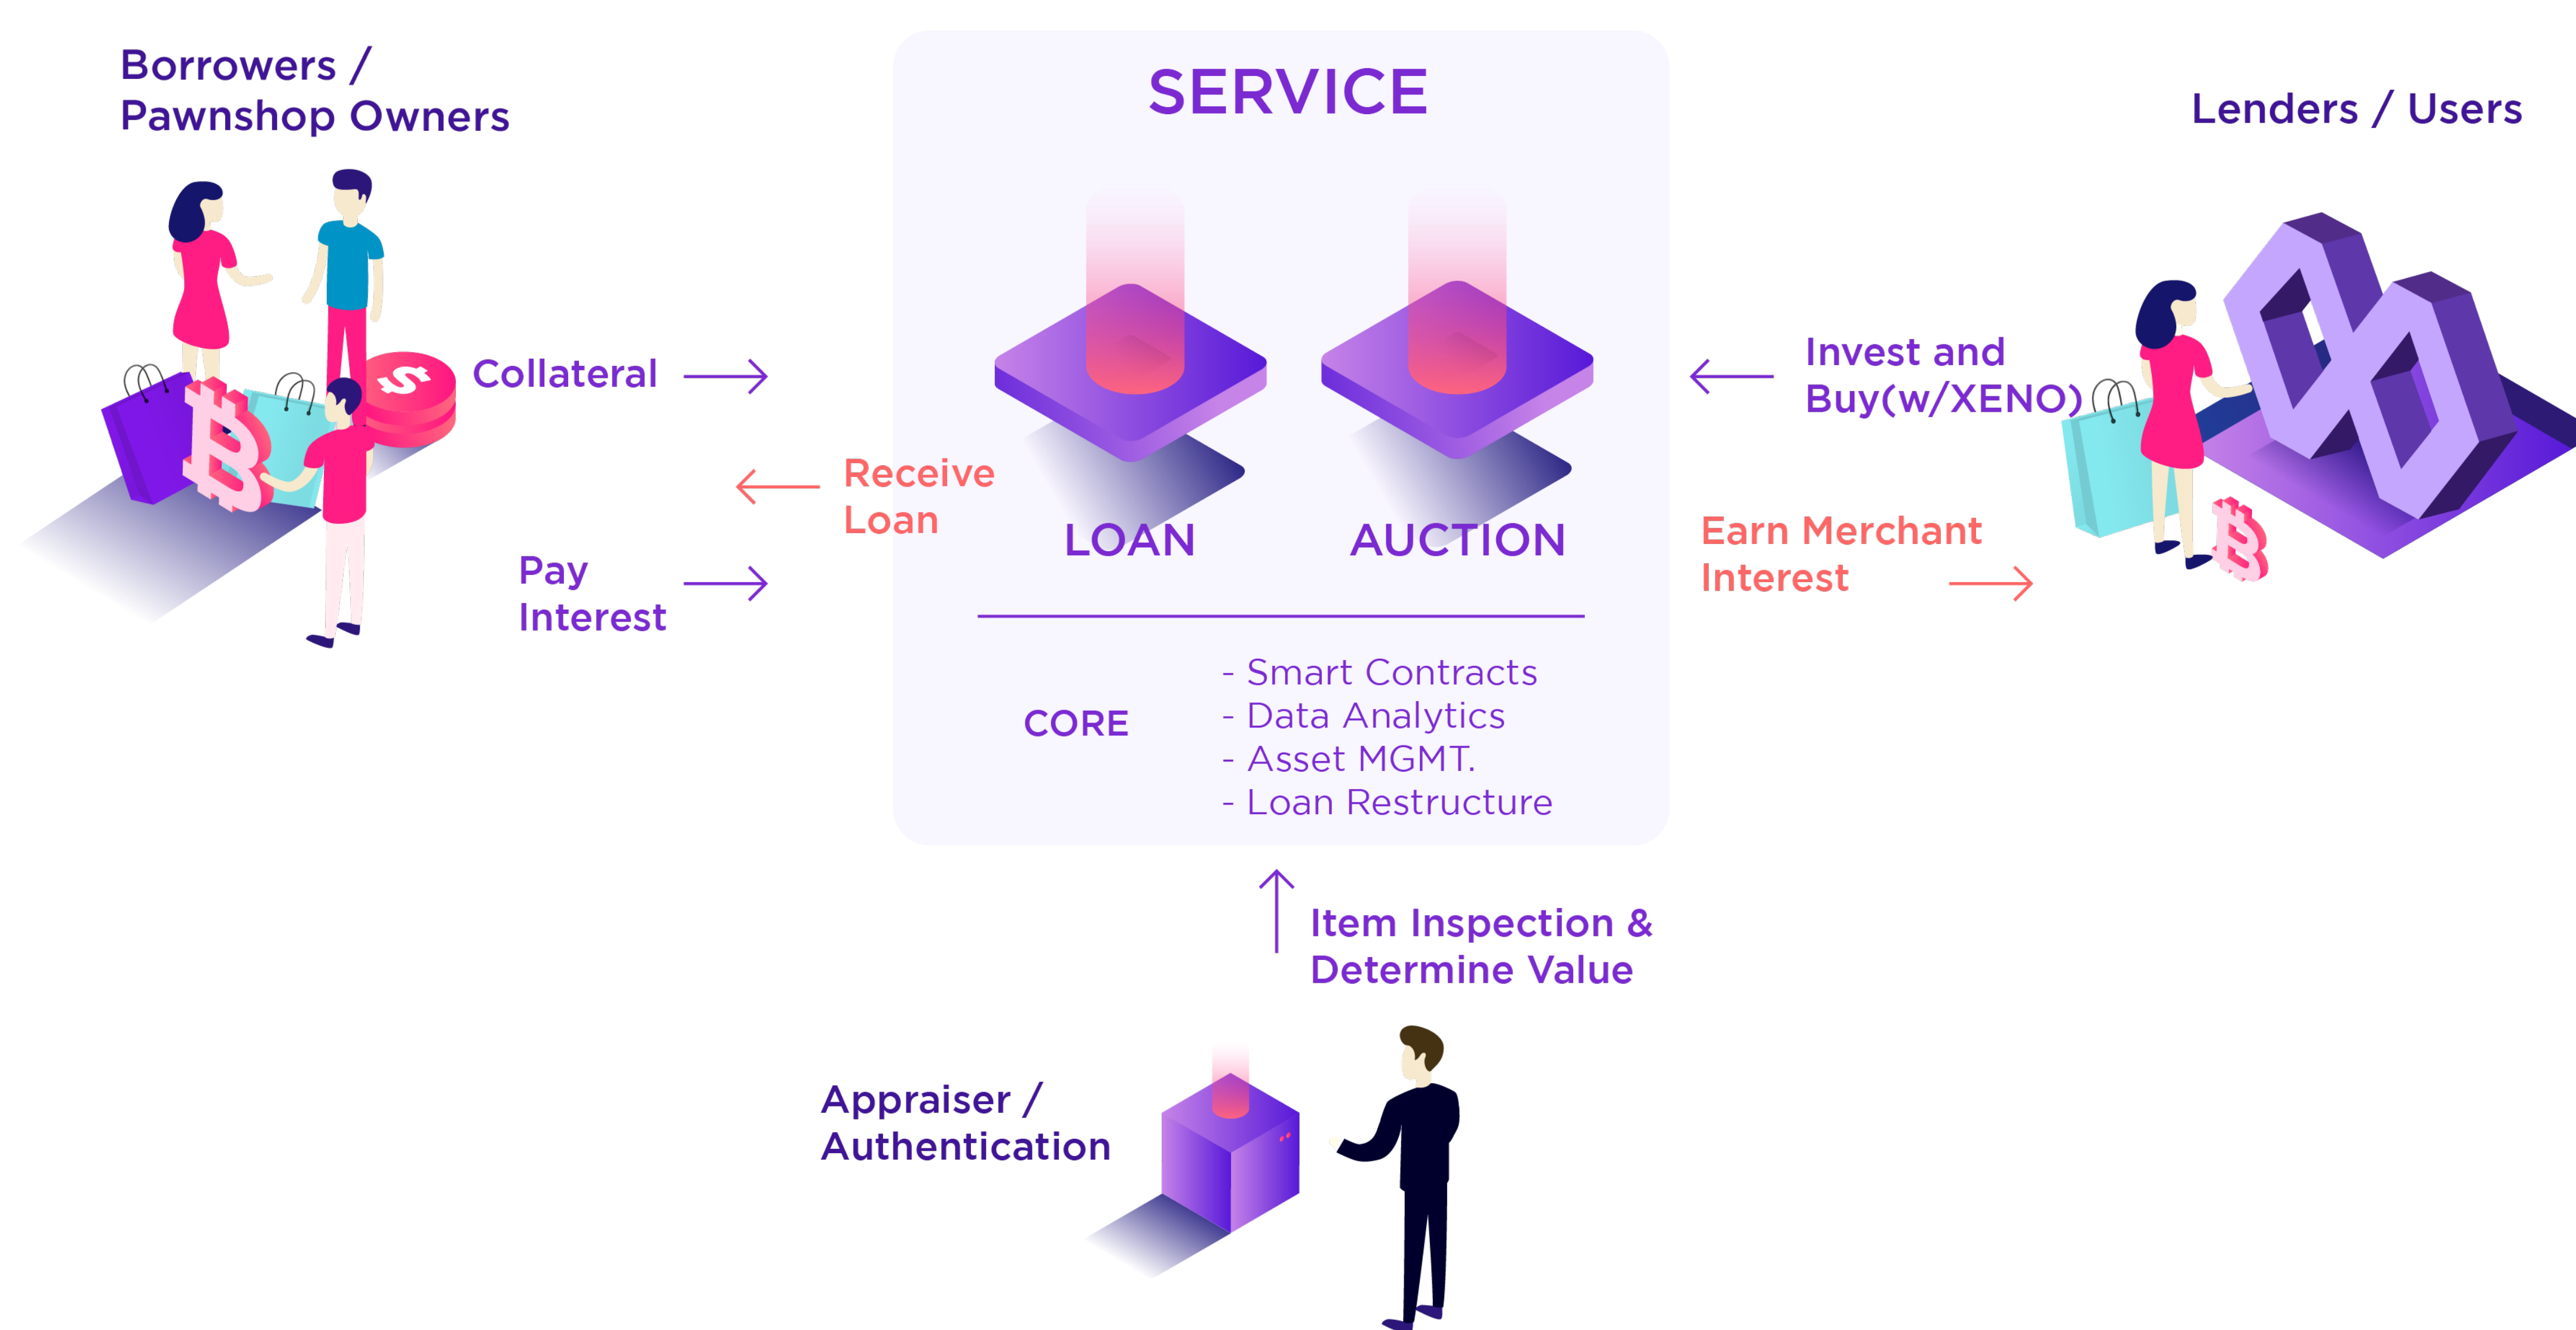 Borrowers /
Pawnshop Owners
Collateral
Receive
Loan
Pay
Interest
SERVICE
LOAN
AUCTION
CORE
- Smart Contracts
- Data Analytics
- Asset MGMT.
- Loan Restructure
Lenders / Users
Invest and
Buy(w/XENO)
Earn Merchant
Interest
Item Inspection &
Determine Value
Appraiser /
Authentication